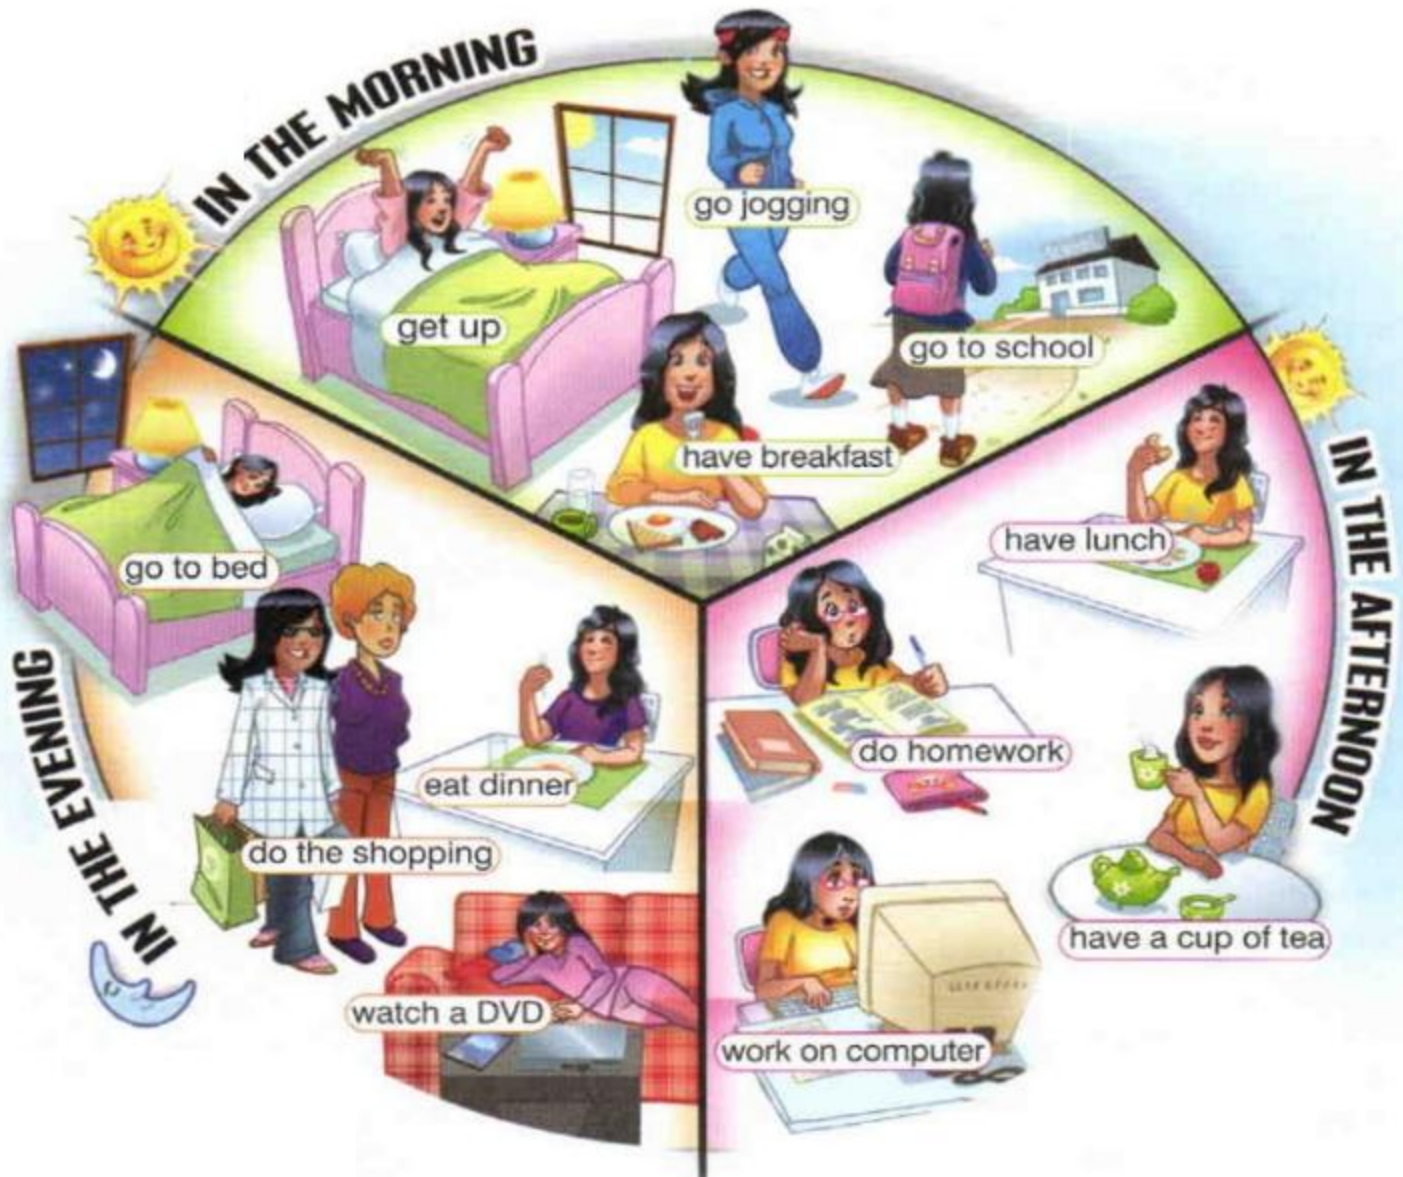 IN THE MORNING
get up
go jogging
go to school
have breakfast
IN THE AFTERNOON
have lunch
do homework
have a cup of tea
work on computer
IN THE EVENING
go to bed
eat dinner
do the shopping
watch a DVD